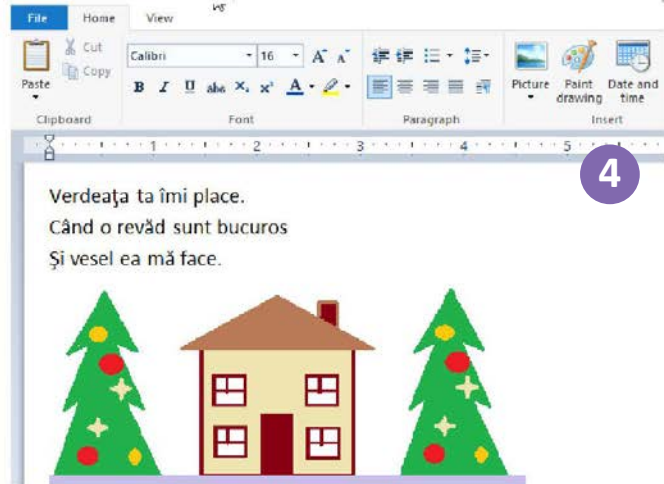 File Home View
Cut
Copy
Paste
Clipboard
Calibri 16 A A
B I U abc X₂ x² A
Font
Paragraph
Picture Paint drawing Date and time
Insert
1 2 3 4 5
4
Verdeaţa ta îmi place.
Când o revăd sunt bucuros
Şi vesel ea mă face.